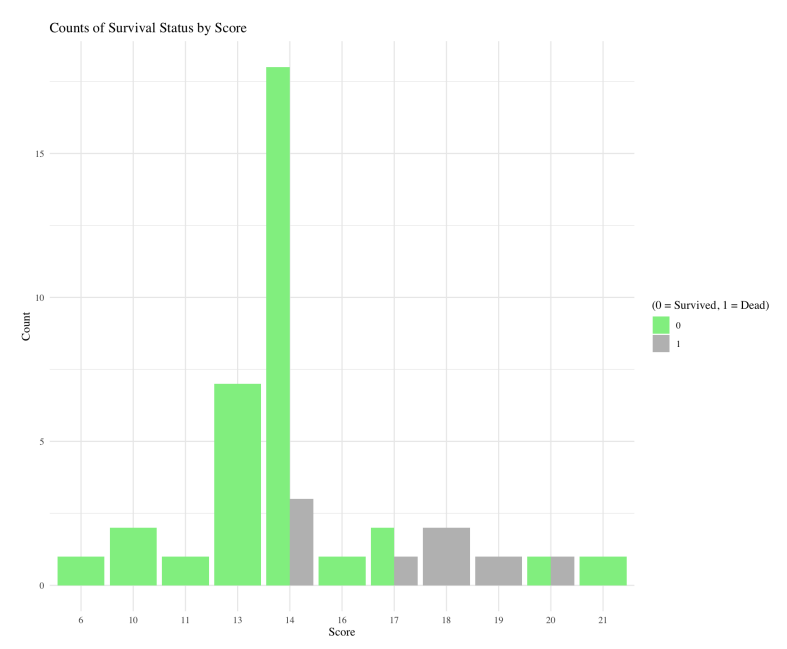 Counts of Survival Status by Score
15
10
5
0
Count
6 10 11 13 14 16 17 18 19 20 21
Score
(0 = Survived, 1 = Dead)
0
1